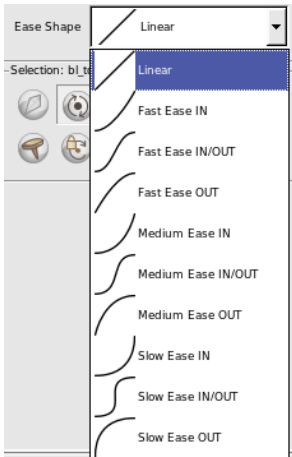 Ease Shape Linear
Selection: bl_t
Linear
Fast Ease IN
Fast Ease IN/OUT
Fast Ease OUT
Medium Ease IN
Medium Ease IN/OUT
Medium Ease OUT
Slow Ease IN
Slow Ease IN/OUT
Slow Ease OUT